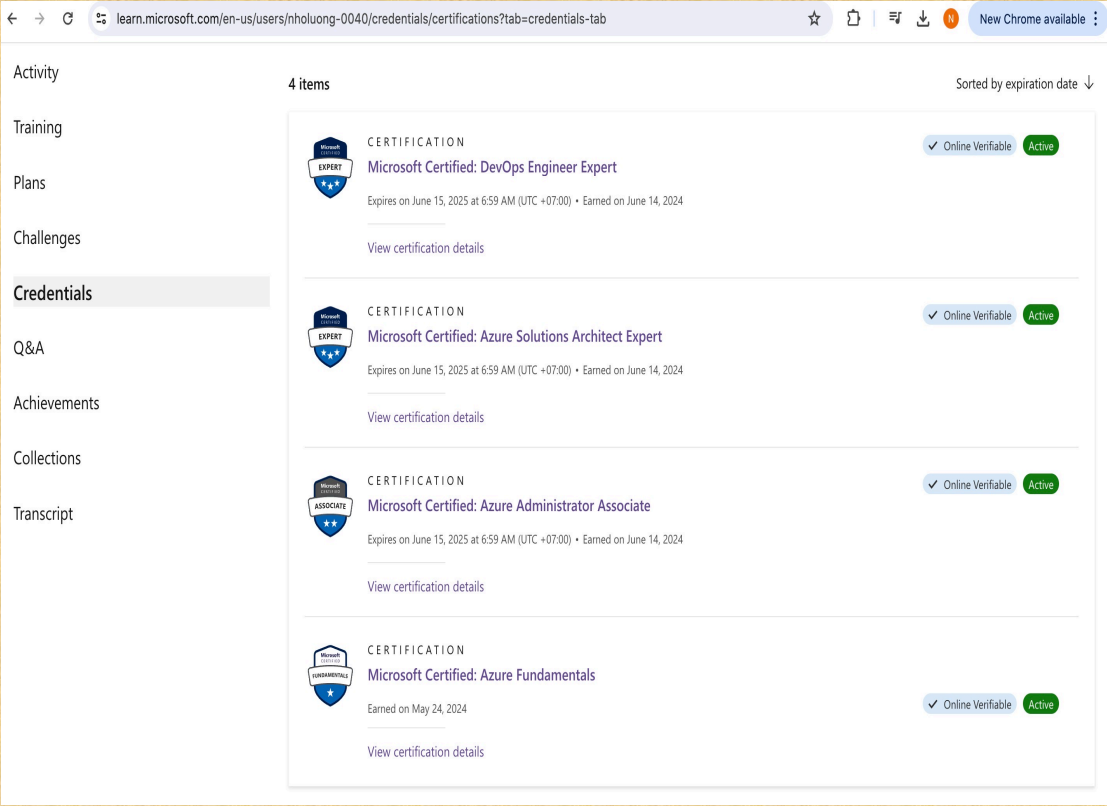 learn.microsoft.com/en-us/users/nholuong-0040/credentials/certifications?tab=credentials-tab
N
New Chrome available
Activity
Training
Plans
Challenges
Credentials
Q&A
Achievements
Collections
Transcript
4 items
Sorted by expiration date
Microsoft
CERTIFIED
EXPERT
CERTIFICATION
Microsoft Certified: DevOps Engineer Expert
Expires on June 15, 2025 at 6:59 AM (UTC +07:00) • Earned on June 14, 2024
View certification details
Online Verifiable
Active
Microsoft
CERTIFIED
EXPERT
CERTIFICATION
Microsoft Certified: Azure Solutions Architect Expert
Expires on June 15, 2025 at 6:59 AM (UTC +07:00) • Earned on June 14, 2024
View certification details
Online Verifiable
Active
Microsoft
CERTIFIED
ASSOCIATE
CERTIFICATION
Microsoft Certified: Azure Administrator Associate
Expires on June 15, 2025 at 6:59 AM (UTC +07:00) • Earned on June 14, 2024
View certification details
Online Verifiable
Active
Microsoft
CERTIFIED
FUNDAMENTALS
CERTIFICATION
Microsoft Certified: Azure Fundamentals
Earned on May 24, 2024
View certification details
Online Verifiable
Active